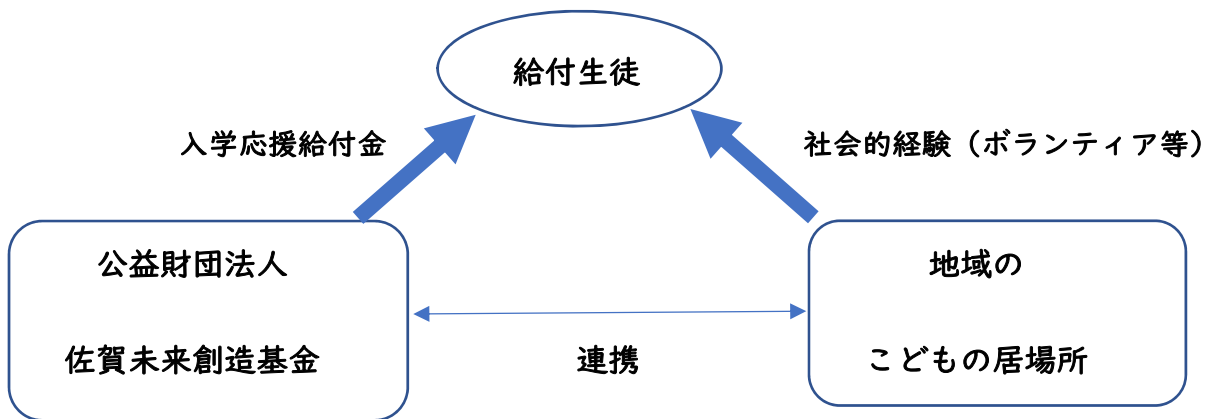 給付生徒
入学応援給付金
社会的経験（ボランティア等）
公益財団法人
佐賀未来創造基金
連携
地域の
こどもの居場所